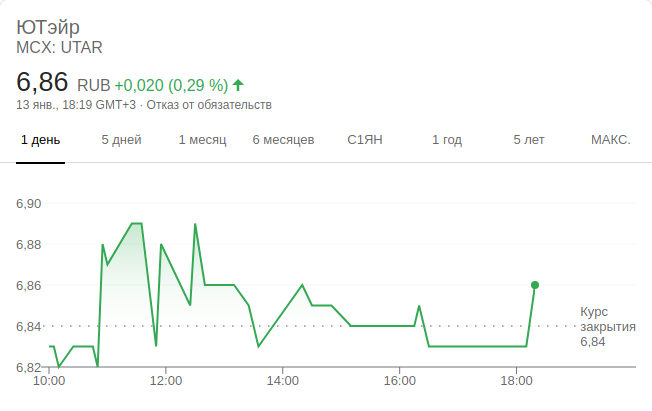 ЮТэйр
MCX: UTAR
6,86 RUB +0,020 (0,29 %)
13 янв., 18:19 GMT+3 · Отказ от обязательств
1 день 5 дней 1 месяц 6 месяцев С1ЯН 1 год 5 лет МАКС.
6,90
6,88
6,86
6,84
6,82
Курс
закрытия
6,84
10:00 12:00 14:00 16:00 18:00